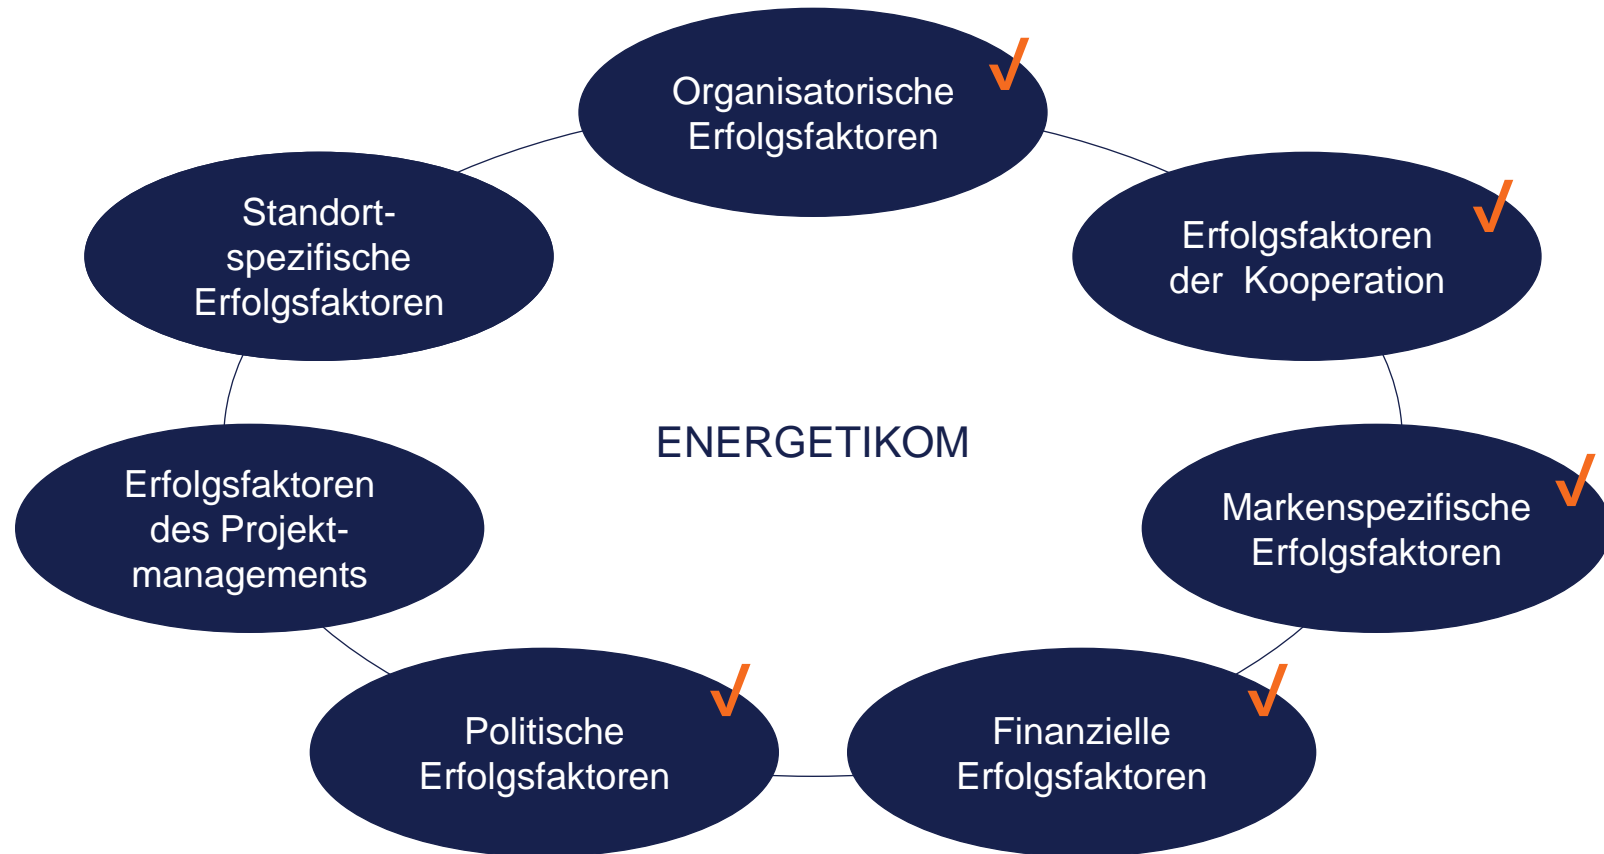 Organisatorische
Erfolgsfaktoren
Erfolgsfaktoren
der  Kooperation
Markenspezifische
Erfolgsfaktoren
Finanzielle
Erfolgsfaktoren
Politische
Erfolgsfaktoren
Erfolgsfaktoren
des Projekt-
managements
Standort-
spezifische
Erfolgsfaktoren
ENERGETIKOM